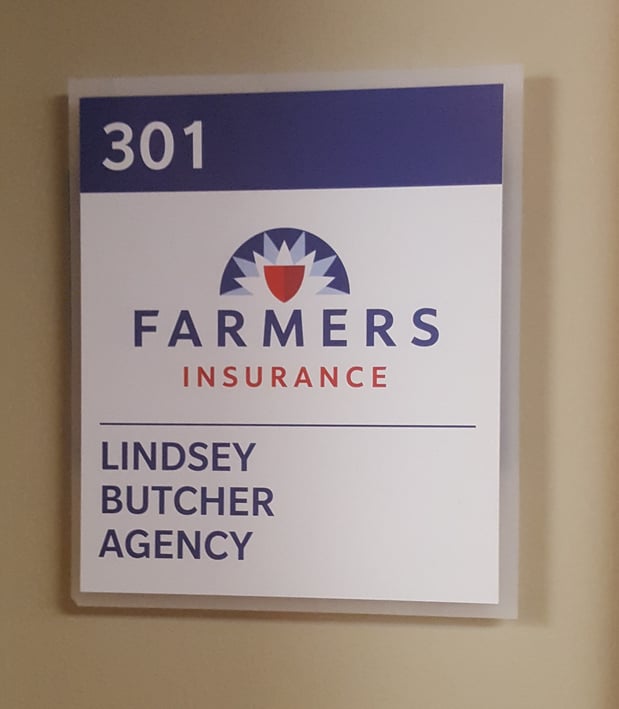 301
FARMERS
INSURANCE
LINDSEY
BUTCHER
AGENCY